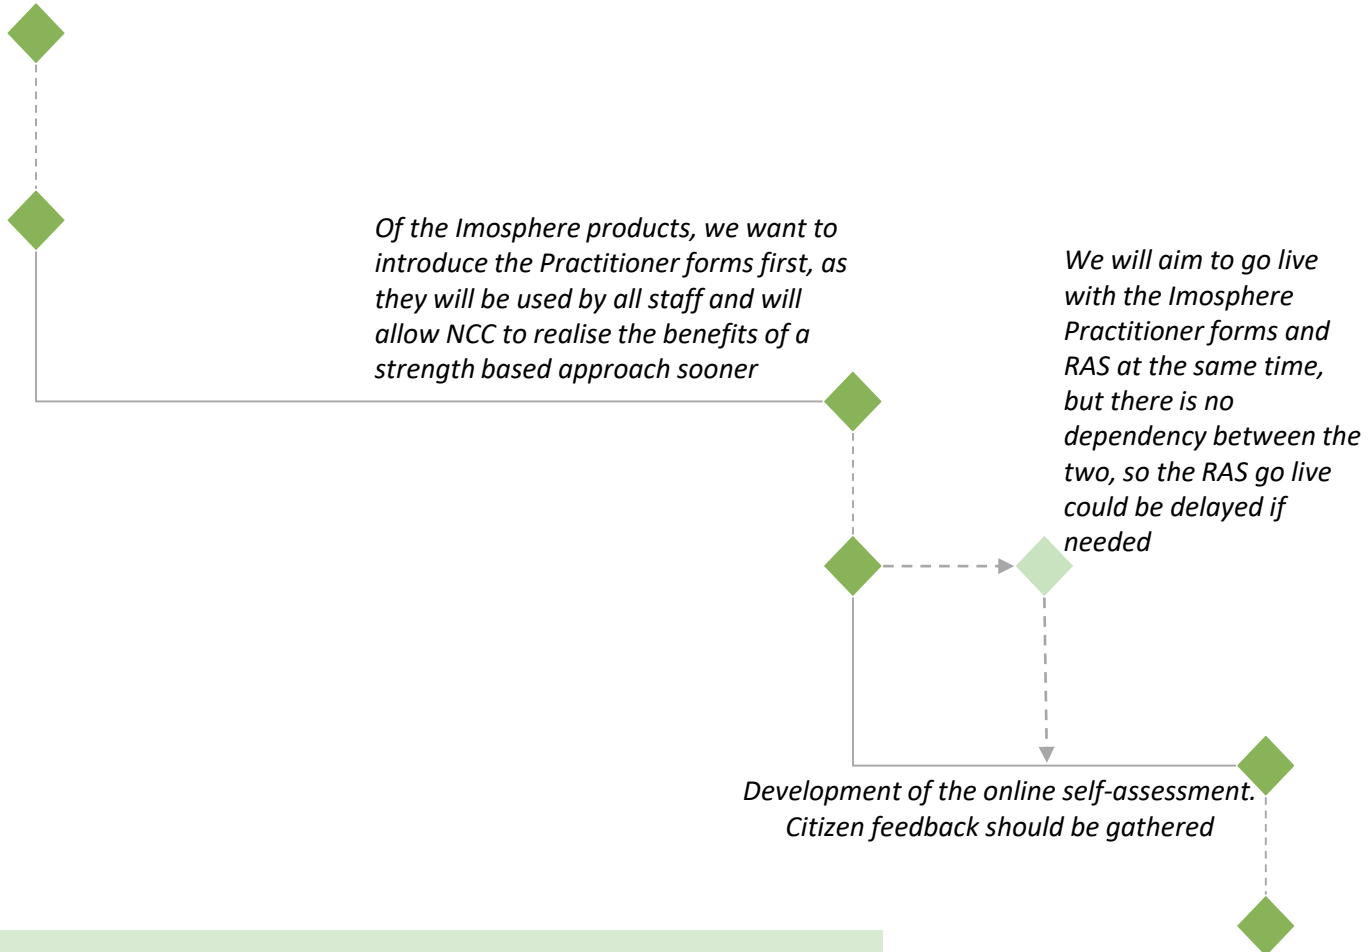 Of the Imosphere products, we want to
introduce the Practitioner forms first, as
they will be used by all staff and will
allow NCC to realise the benefits of a
strength based approach sooner
We will aim to go live
with the Imosphere
Practitioner forms and
RAS at the same time,
but there is no
dependency between the
two, so the RAS go live
could be delayed if
needed
Development of the online self-assessment.
Citizen feedback should be gathered